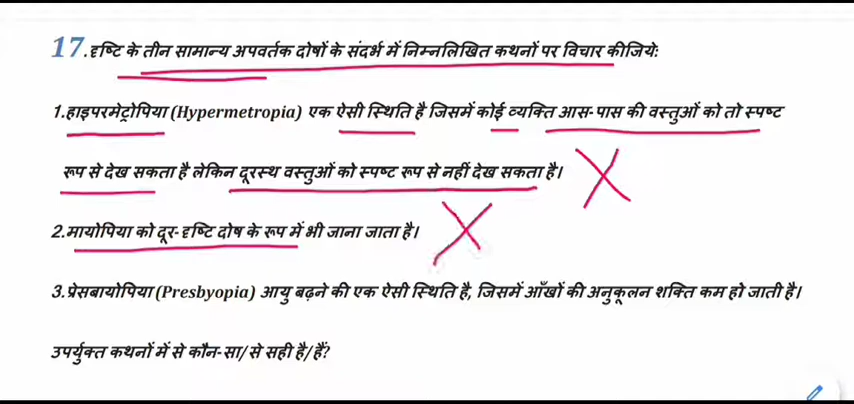 17.दृष्टि के तीन सामान्य अपवर्तक दोषों के संदर्भ में निम्नलिखित कथनों पर विचार कीजिये:
1.हाइपरमेट्रोपिया (Hypermetropia) एक ऐसी स्थिति है जिसमें कोई व्यक्ति आस-पास की वस्तुओं को तो स्पष्ट
रूप से देख सकता है लेकिन दूरस्थ वस्तुओं को स्पष्ट रूप से नहीं देख सकता है।
2.मायोपिया को दूर-दृष्टि दोष के रूप में भी जाना जाता है।
3.प्रेसबायोपिया (Presbyopia) आयु बढ़ने की एक ऐसी स्थिति है, जिसमें आँखों की अनुकूलन शक्ति कम हो जाती है।
उपर्युक्त कथनों में से कौन-सा/से सही है/हैं?